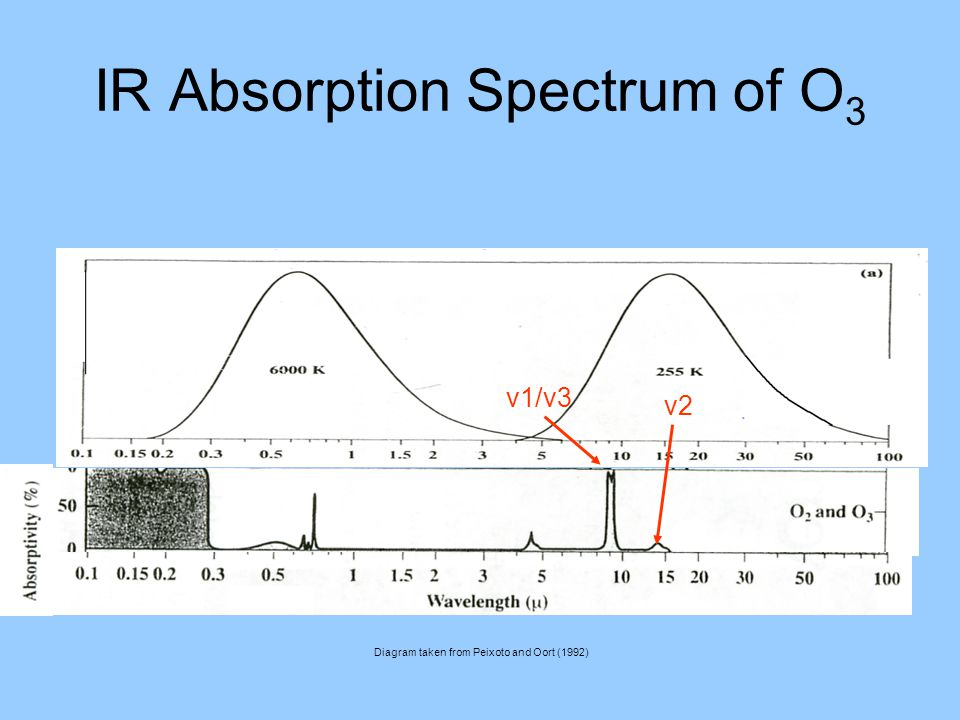 IR Absorption Spectrum of O3
(a)
6000 K
255 K
v1/v3
v2
0.1 0.15 0.2 0.3 0.5 1 1.5 2 3 5 10 15 20 30 50 100
0
50
0
Absorptivity (%)
O2 and O3
0.1 0.15 0.2 0.3 0.5 1 1.5 2 3 5 10 15 20 30 50 100
Wavelength (μ)
Diagram taken from Peixoto and Oort (1992)